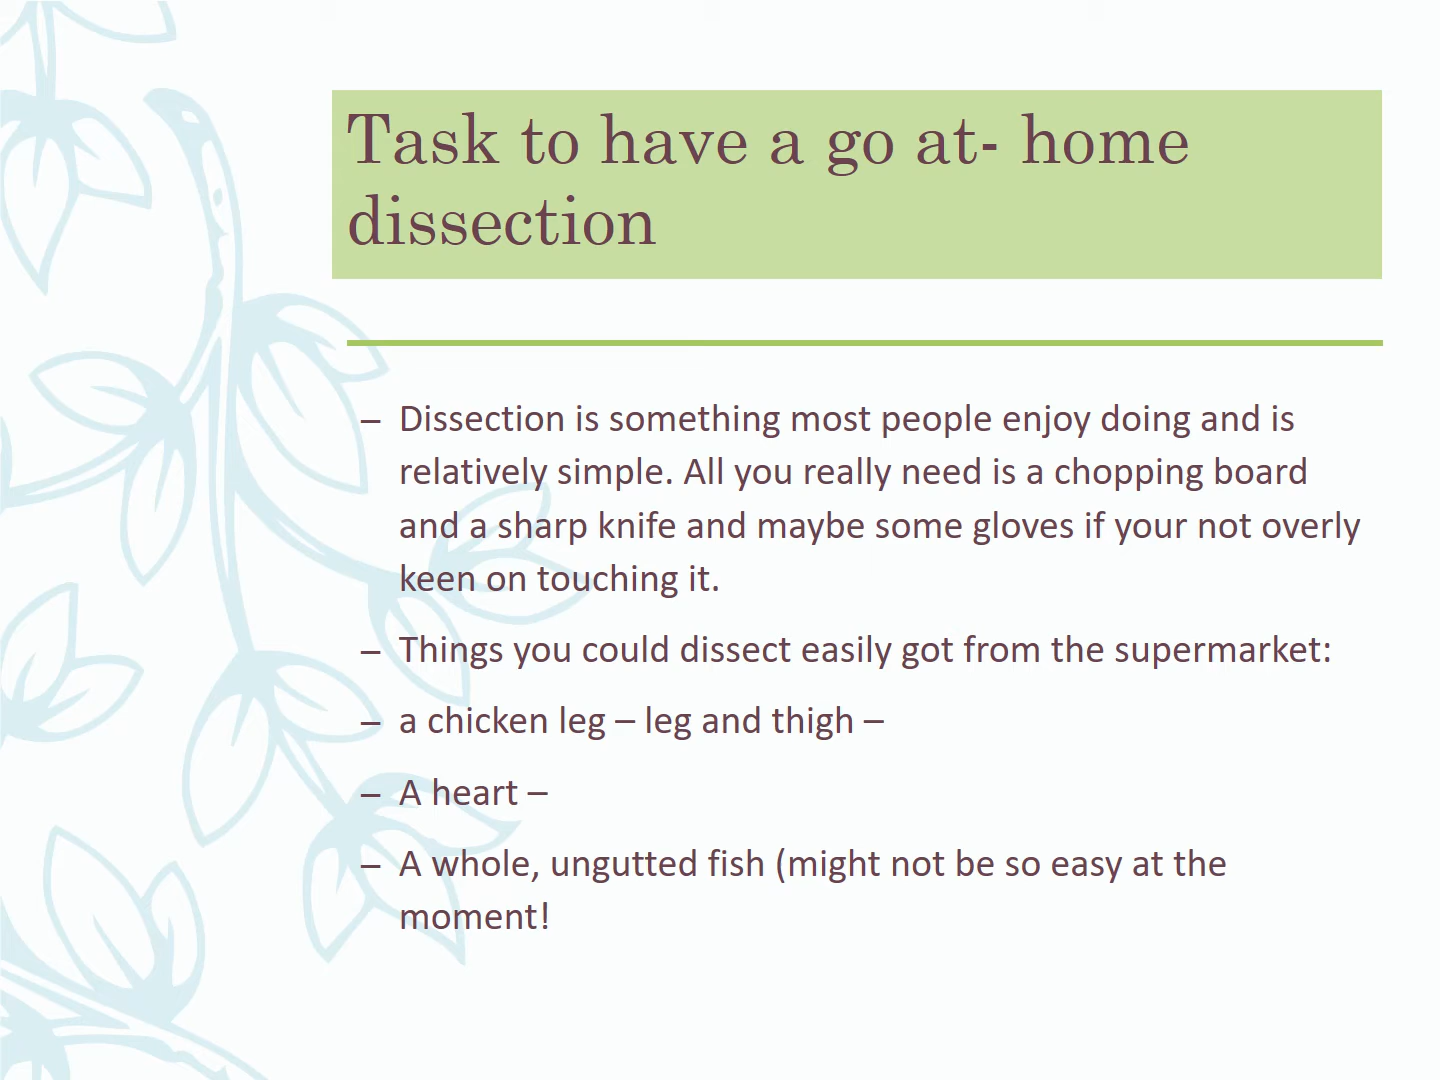 Task to have a go at- home
dissection
– Dissection is something most people enjoy doing and is
relatively simple. All you really need is a chopping board
and a sharp knife and maybe some gloves if your not overly
keen on touching it.
– Things you could dissect easily got from the supermarket:
– a chicken leg – leg and thigh –
– A heart –
– A whole, ungutted fish (might not be so easy at the
moment!